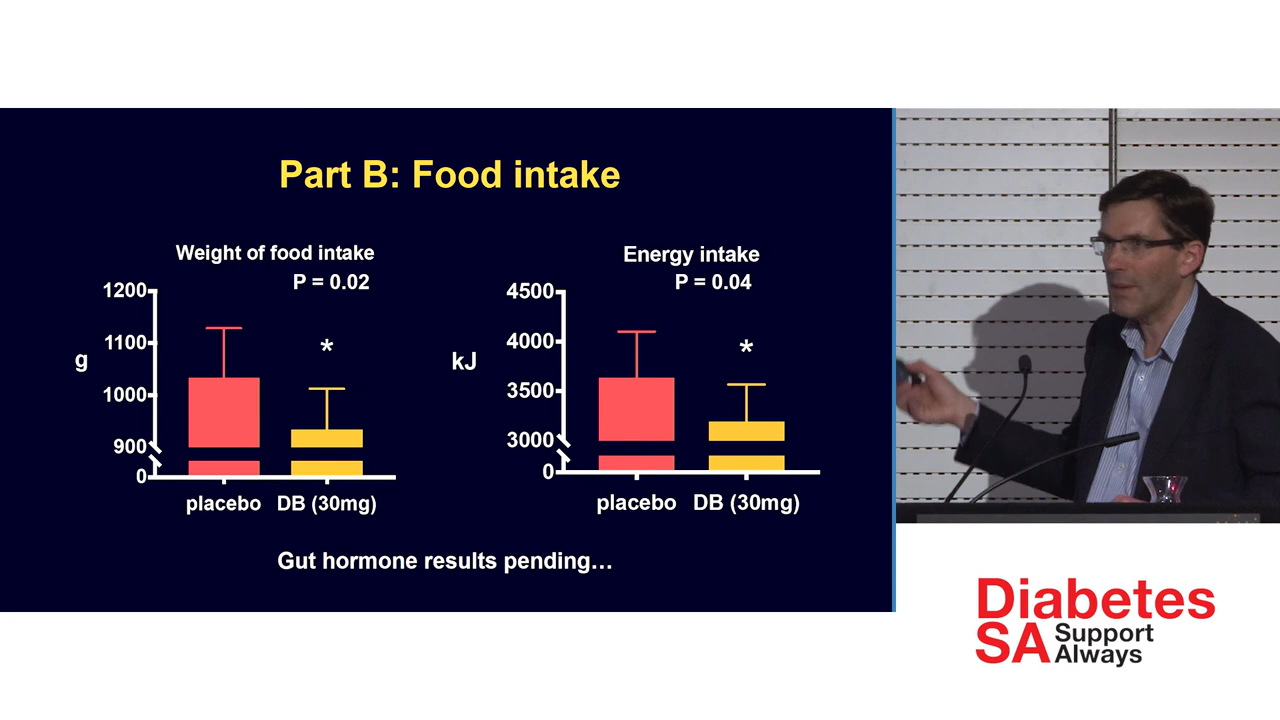 Part B: Food intake
Weight of food intake
P = 0.02
1200
1100
1000
900
0
g
*
placebo
DB (30mg)
Energy intake
P = 0.04
4500
4000
3500
3000
0
kJ
*
placebo
DB (30mg)
Gut hormone results pending…
Diabetes
SA Support
Always